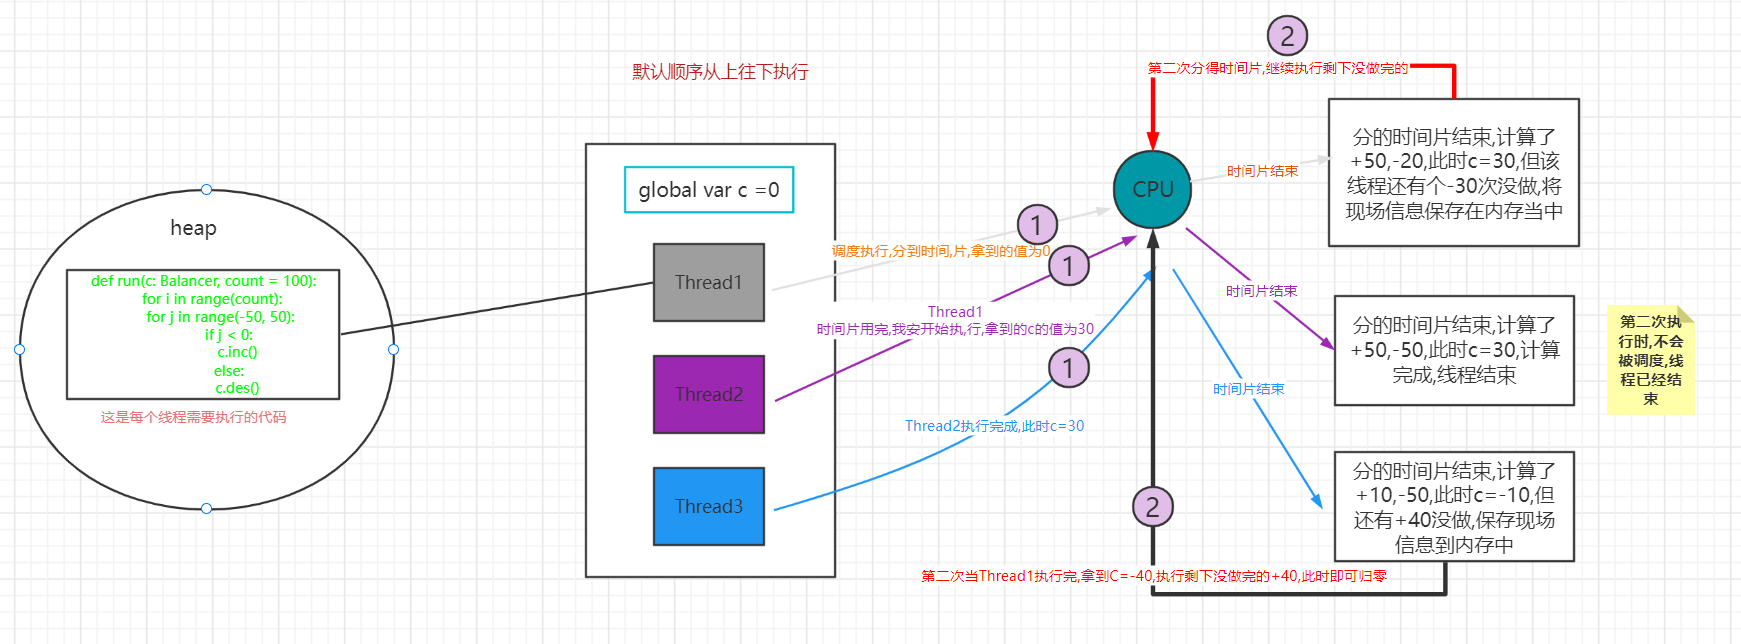 默认顺序从上往下执行
heap
def run(c: Balancer, count = 100):
for i in range(count):
for j in range(-50, 50):
if j < 0:
c.inc()
else:
c.des()
这是每个线程需要执行的代码
global var c =0
Thread1
Thread2
Thread3
1
调度执行,分到时间,片,拿到的值为0
1
Thread1
时间片用完,我安开始执,行,拿到的c的值为30
1
Thread2执行完成,此时c=30
CPU
2
第二次分得时间片,继续执行剩下没做完的
时间片结束
分的时间片结束,计算了
+50,-20,此时c=30,但该
线程还有个-30次没做,将
现场信息保存在内存当中
时间片结束
分的时间片结束,计算了
+50,-50,此时c=30,计算
完成,线程结束
第二次执
行时,不会
被调度,线
程已经结
束
时间片结束
分的时间片结束,计算了
+10,-50,此时c=-10,但
还有+40没做,保存现场
信息到内存中
2
第二次当Thread1执行完,拿到C=-40,执行剩下没做完的+40,此时即可归零